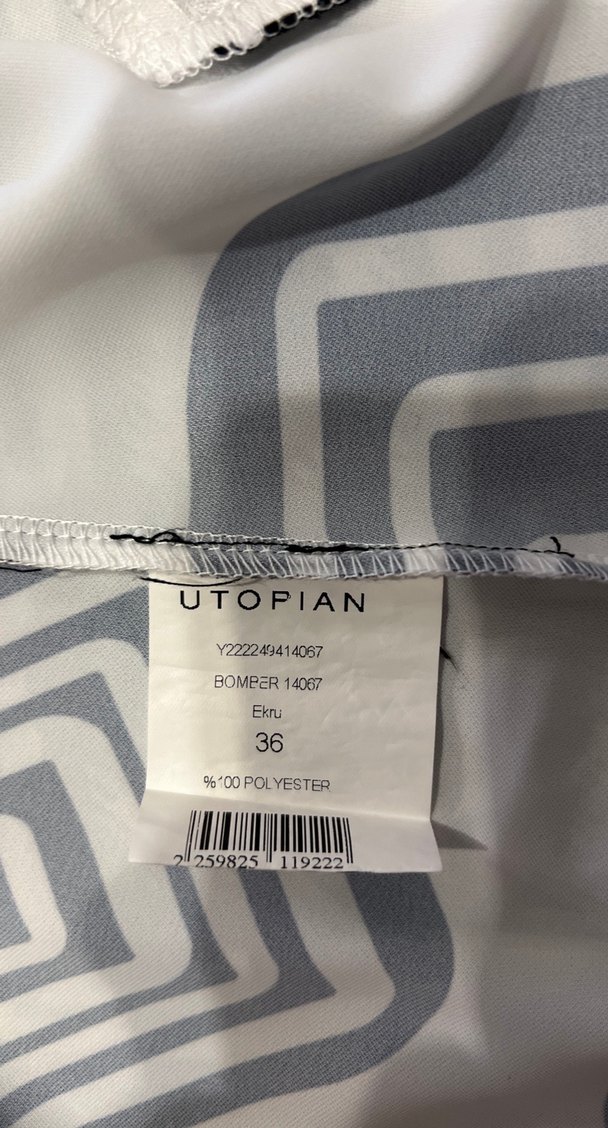 UTOPIAN
Y222249414067
BOMBER 14067
Ekru
36
%100 POLYESTER
2 259825 119222